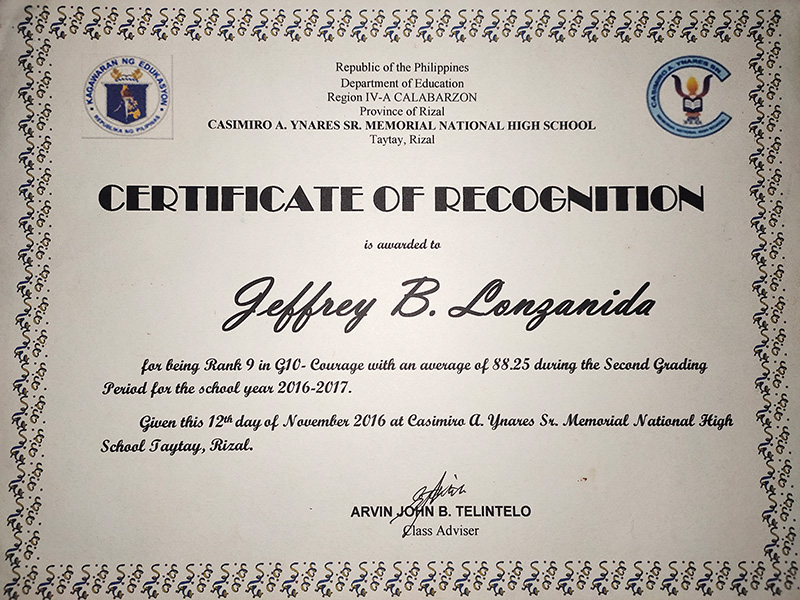 KAGAWARAN NG EDUKASYON
REPUBLIKA NG PILIPINAS
Republic of the Philippines
Department of Education
Region IV-A CALABARZON
Province of Rizal
CASIMIRO A. YNARES SR. MEMORIAL NATIONAL HIGH SCHOOL
Taytay, Rizal
CASIMIRO A. YNARES SR.
MEMORIAL NATIONAL HIGH SCHOOL
CERTIFICATE OF RECOGNITION
is awarded to
Jeffrey B. Lonzanida
for being Rank 9 in G10- Courage with an average of 88.25 during the Second Grading
Period for the school year 2016-2017.
Given this 12th day of November 2016 at Casimiro A. Ynares Sr. Memorial National High
School Taytay, Rizal.
ARVIN JOHN B. TELINTELO
Class Adviser